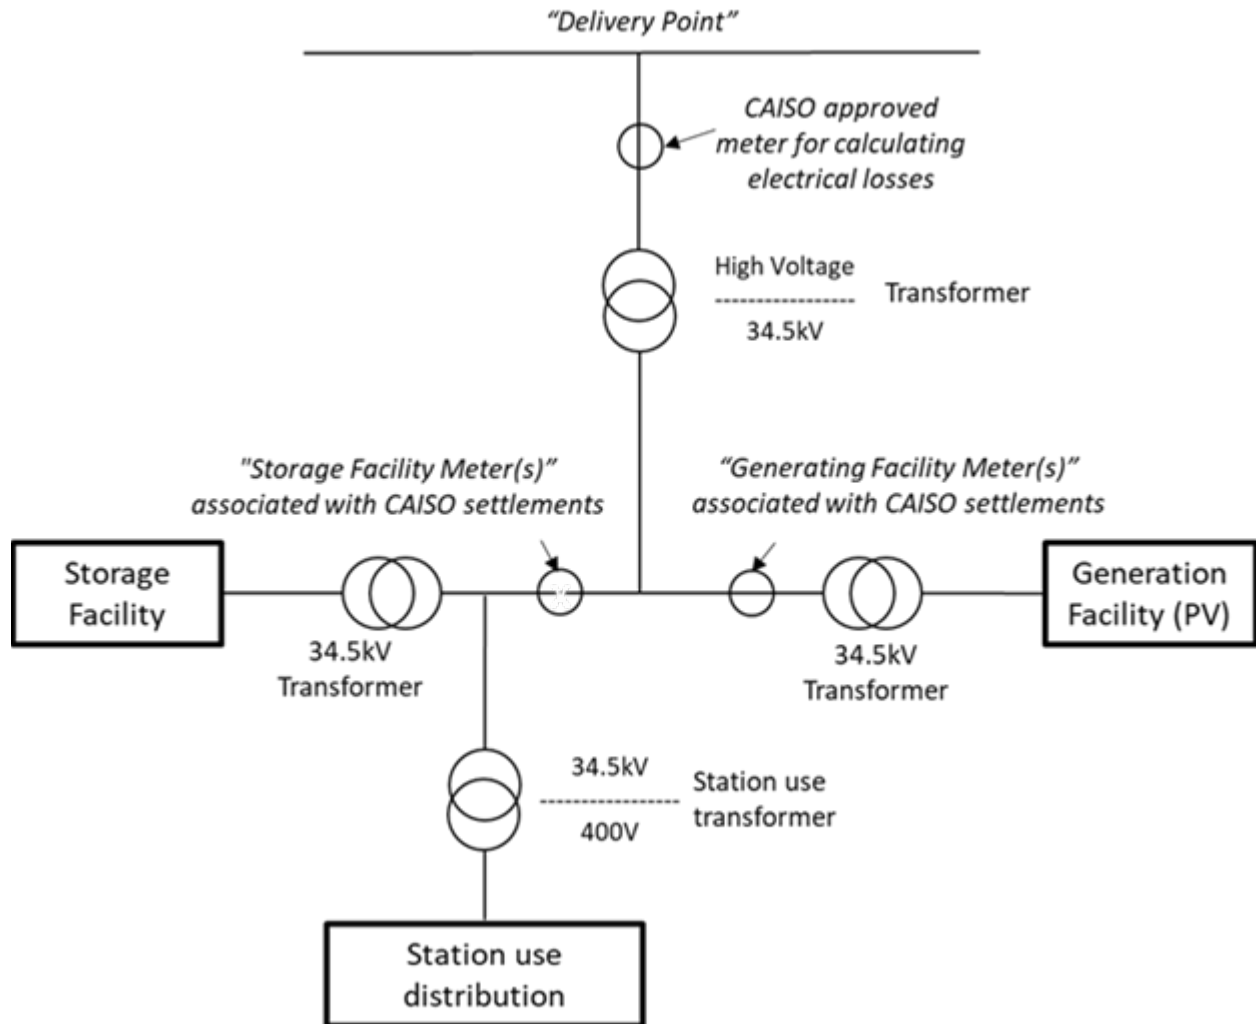 “Delivery Point”
CAISO approved
meter for calculating
electrical losses
High Voltage
--------------------
34.5kV
Transformer
"Storage Facility Meter(s)”
associated with CAISO settlements
“Generating Facility Meter(s)”
associated with CAISO settlements
Storage
Facility
34.5kV
Transformer
34.5kV
Transformer
Generation
Facility (PV)
34.5kV
--------------------
400V
Station use
transformer
Station use
distribution